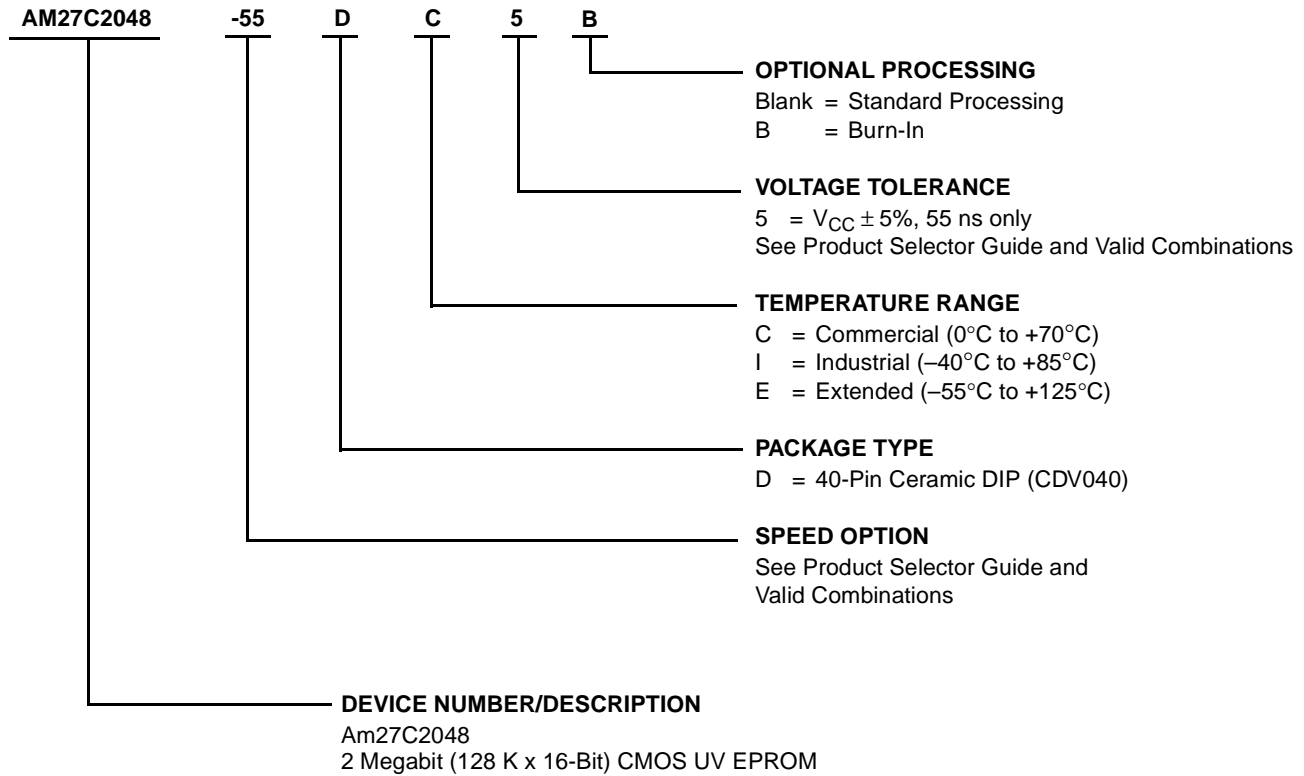 AM27C2048 -55 D C 5 B
OPTIONAL PROCESSING
Blank = Standard Processing
B = Burn-In
VOLTAGE TOLERANCE
5 = VCC ± 5%, 55 ns only
See Product Selector Guide and Valid Combinations
TEMPERATURE RANGE
C = Commercial (0°C to +70°C)
I = Industrial (–40°C to +85°C)
E = Extended (–55°C to +125°C)
PACKAGE TYPE
D = 40-Pin Ceramic DIP (CDV040)
SPEED OPTION
See Product Selector Guide and
Valid Combinations
DEVICE NUMBER/DESCRIPTION
Am27C2048
2 Megabit (128 K x 16-Bit) CMOS UV EPROM